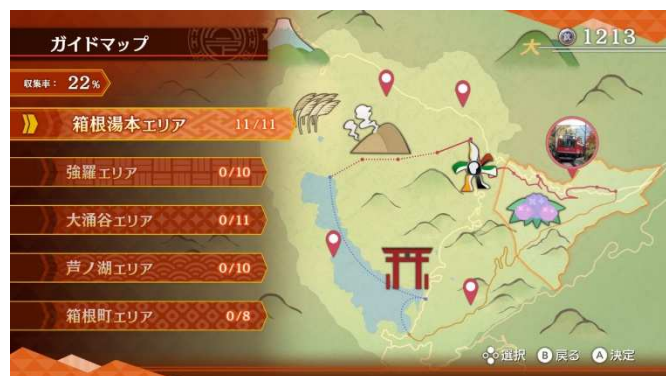 ガイドマップ
1213
収集率： 22%
大
箱根湯本エリア 11/11
強羅エリア 0/10
大涌谷エリア 0/11
芦ノ湖エリア 0/10
箱根町エリア 0/8
選択 B 戻る A 決定